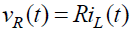 v_R(t) = Ri_L(t)